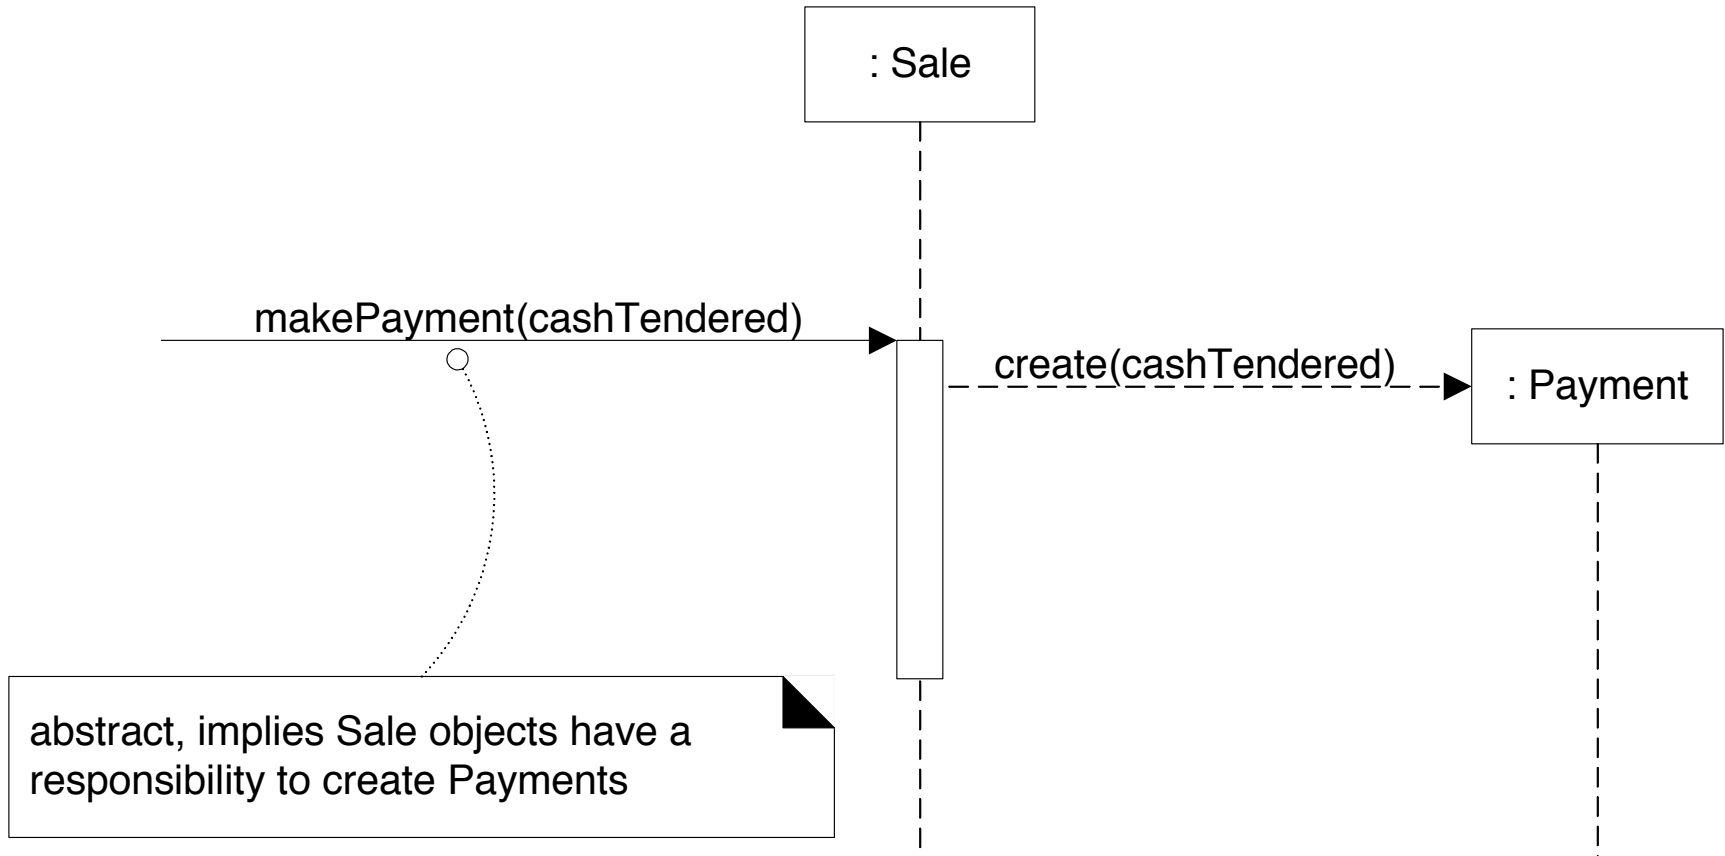 : Sale
makePayment(cashTendered)
create(cashTendered)
: Payment
abstract, implies Sale objects have a
responsibility to create Payments